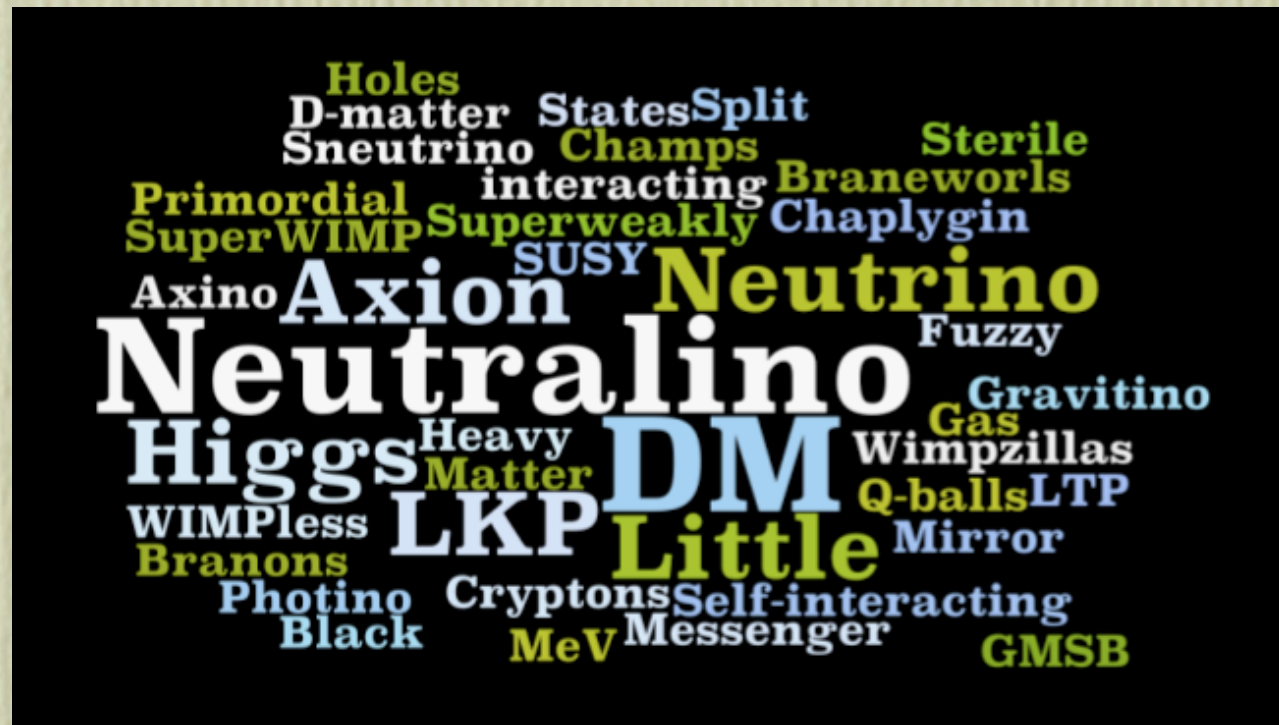 Holes
D-matter States Split
Sneutrino Champs Sterile
interacting Braneworls
Primordial Superweakly Chaplygin
SuperWIMP SUSY
Axino Axion Neutrino
Neutralino Fuzzy
Gravitino
Gas
Higgs Heavy DM Wimpzillas
Matter Q-balls LTP
WIMPless LKP Little Mirror
Branons
Photino Cryptons Self-interacting
Black MeV Messenger GMSB